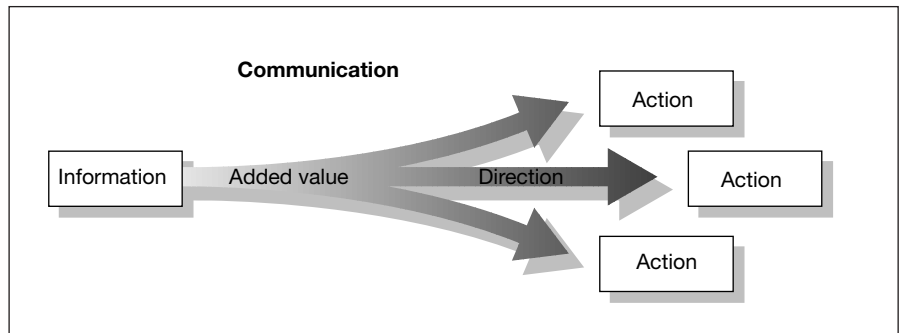 Communication
Action
Information
Added value
Direction
Action
Action